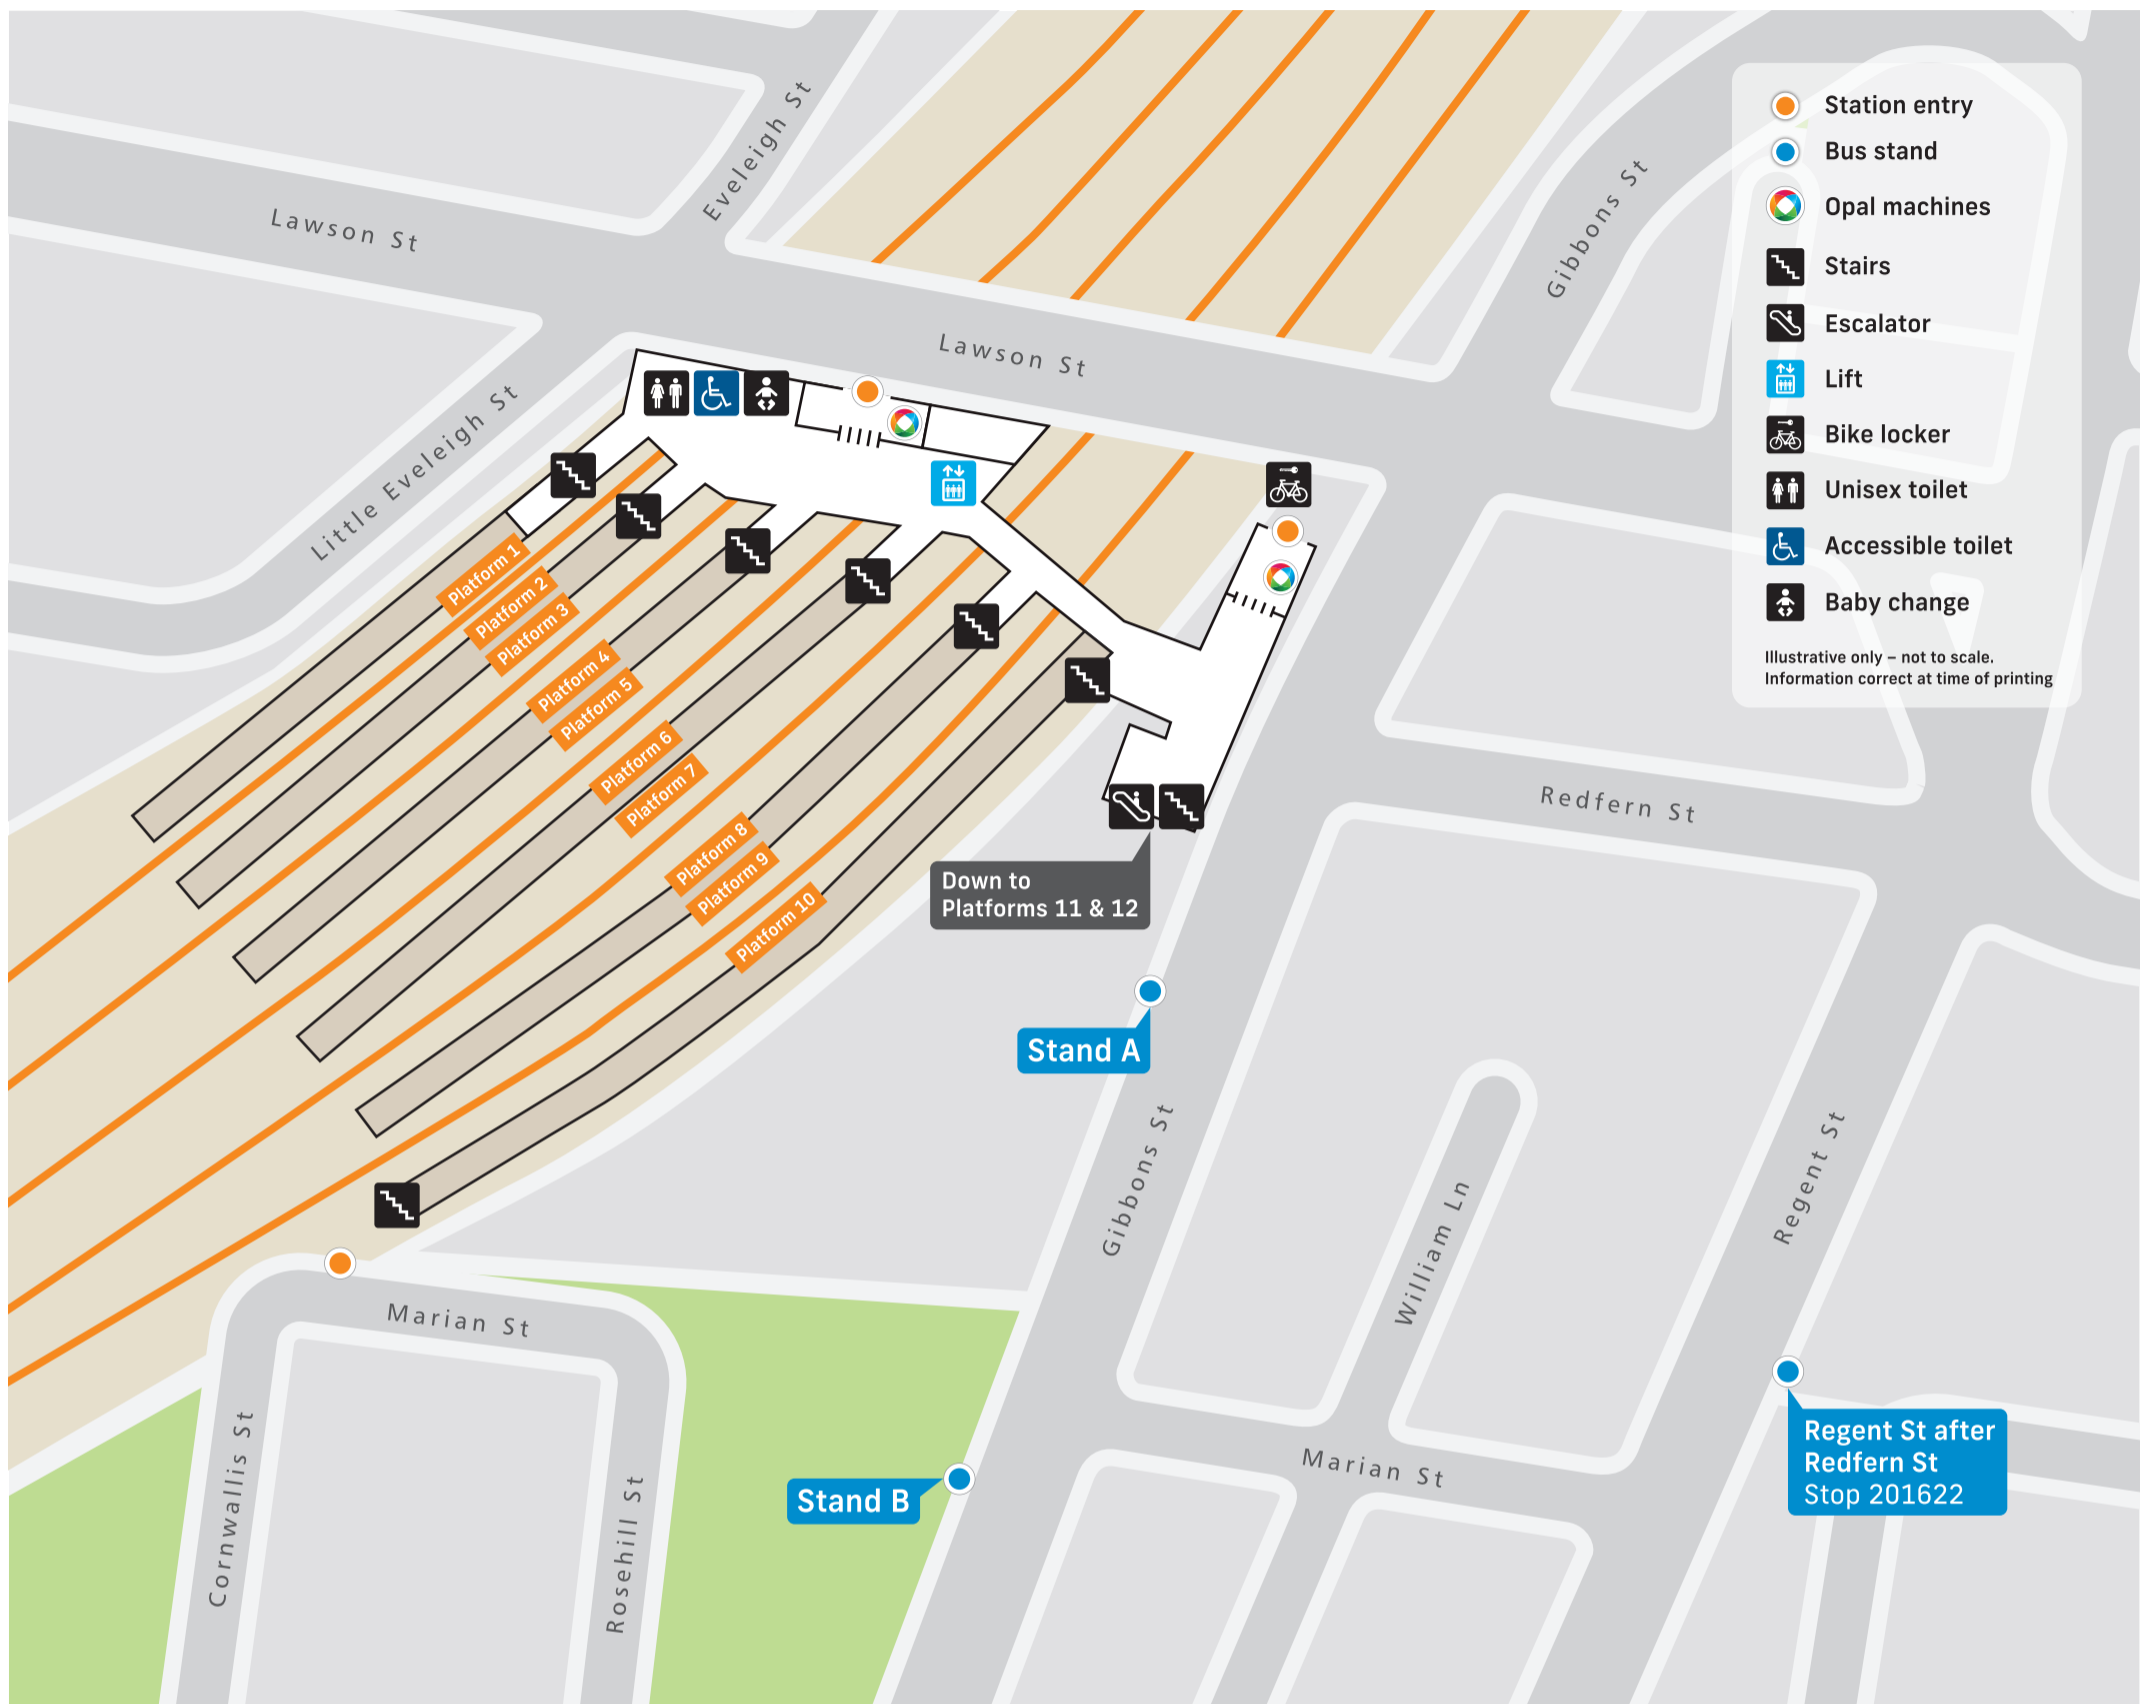 Eveleigh St
Lawson St
Gibbons St
Lawson St
Little Eveleigh St
Station entry
Bus stand
Opal machines
Stairs
Escalator
Lift
Bike locker
Unisex toilet
Accessible toilet
Baby change
Illustrative only – not to scale.
Information correct at time of printing
Platform 1
Platform 2
Platform 3
Platform 4
Platform 5
Platform 6
Platform 7
Platform 8
Platform 9
Platform 10
Redfern St
Down to
Platforms 11 & 12
Stand A
Gibbons St
William Ln
Regent St
Marian St
Cornwallis St
Rosehill St
Stand B
Marian St
Regent St after
Redfern St
Stop 201622